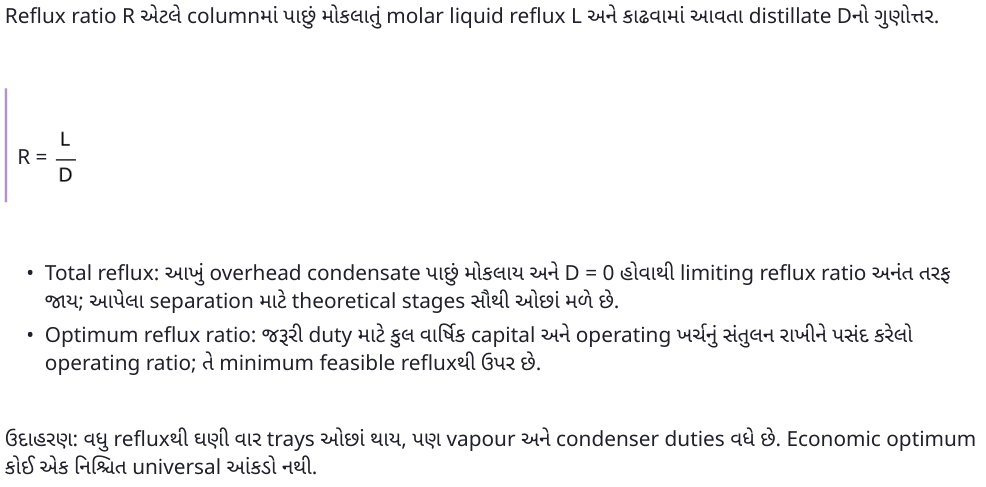 Reflux ratio R એટલે columnમાં પાછું મોકલાતું molar liquid reflux L અને કાઢવામાં આવતા distillate Dનો ગુણોત્તર.
R = L / D
• Total reflux: આખું overhead condensate પાછું મોકલાય અને D = 0 હોવાથી limiting reflux ratio અનંત તરફ
જાય; આપેલા separation માટે theoretical stages સૌથી ઓછાં મળે છે.
• Optimum reflux ratio: જરૂરી duty માટે કુલ વાર્ષિક capital અને operating ખર્ચનું સંતુલન રાખીને પસંદ કરેલો
operating ratio; તે minimum feasible refluxથી ઉપર છે.
ઉદાહરણ: વધુ refluxથી ઘણી વાર trays ઓછાં થાય, પણ vapour અને condenser duties વધે છે. Economic optimum
કોઈ એક નિશ્ચિત universal આંકડો નથી.